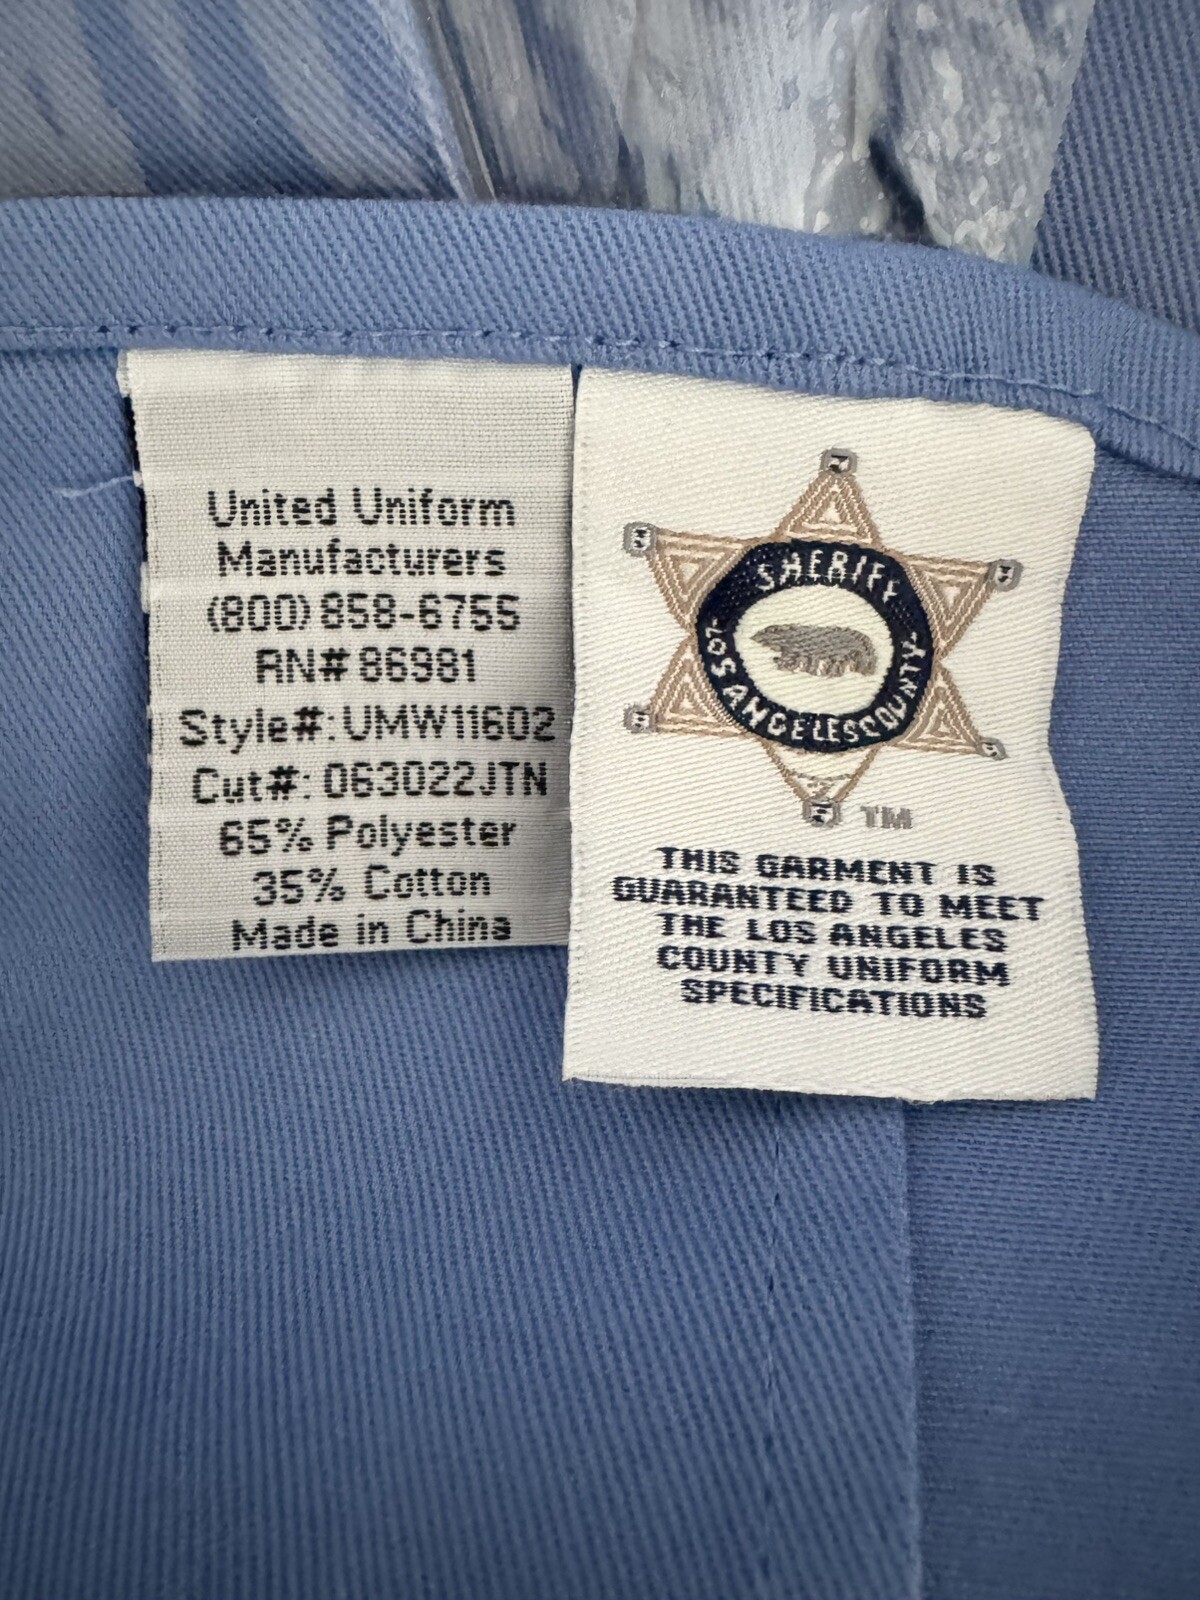 United Uniform
Manufacturers
(800) 858-6755
RN# 86981
Style#: UMW11602
Cut#: 063022JTN
65% Polyester
35% Cotton
Made in China
SHERIFF
LOS ANGELES COUNTY
TM
THIS GARMENT IS
GUARANTEED TO MEET
THE LOS ANGELES
COUNTY UNIFORM
SPECIFICATIONS